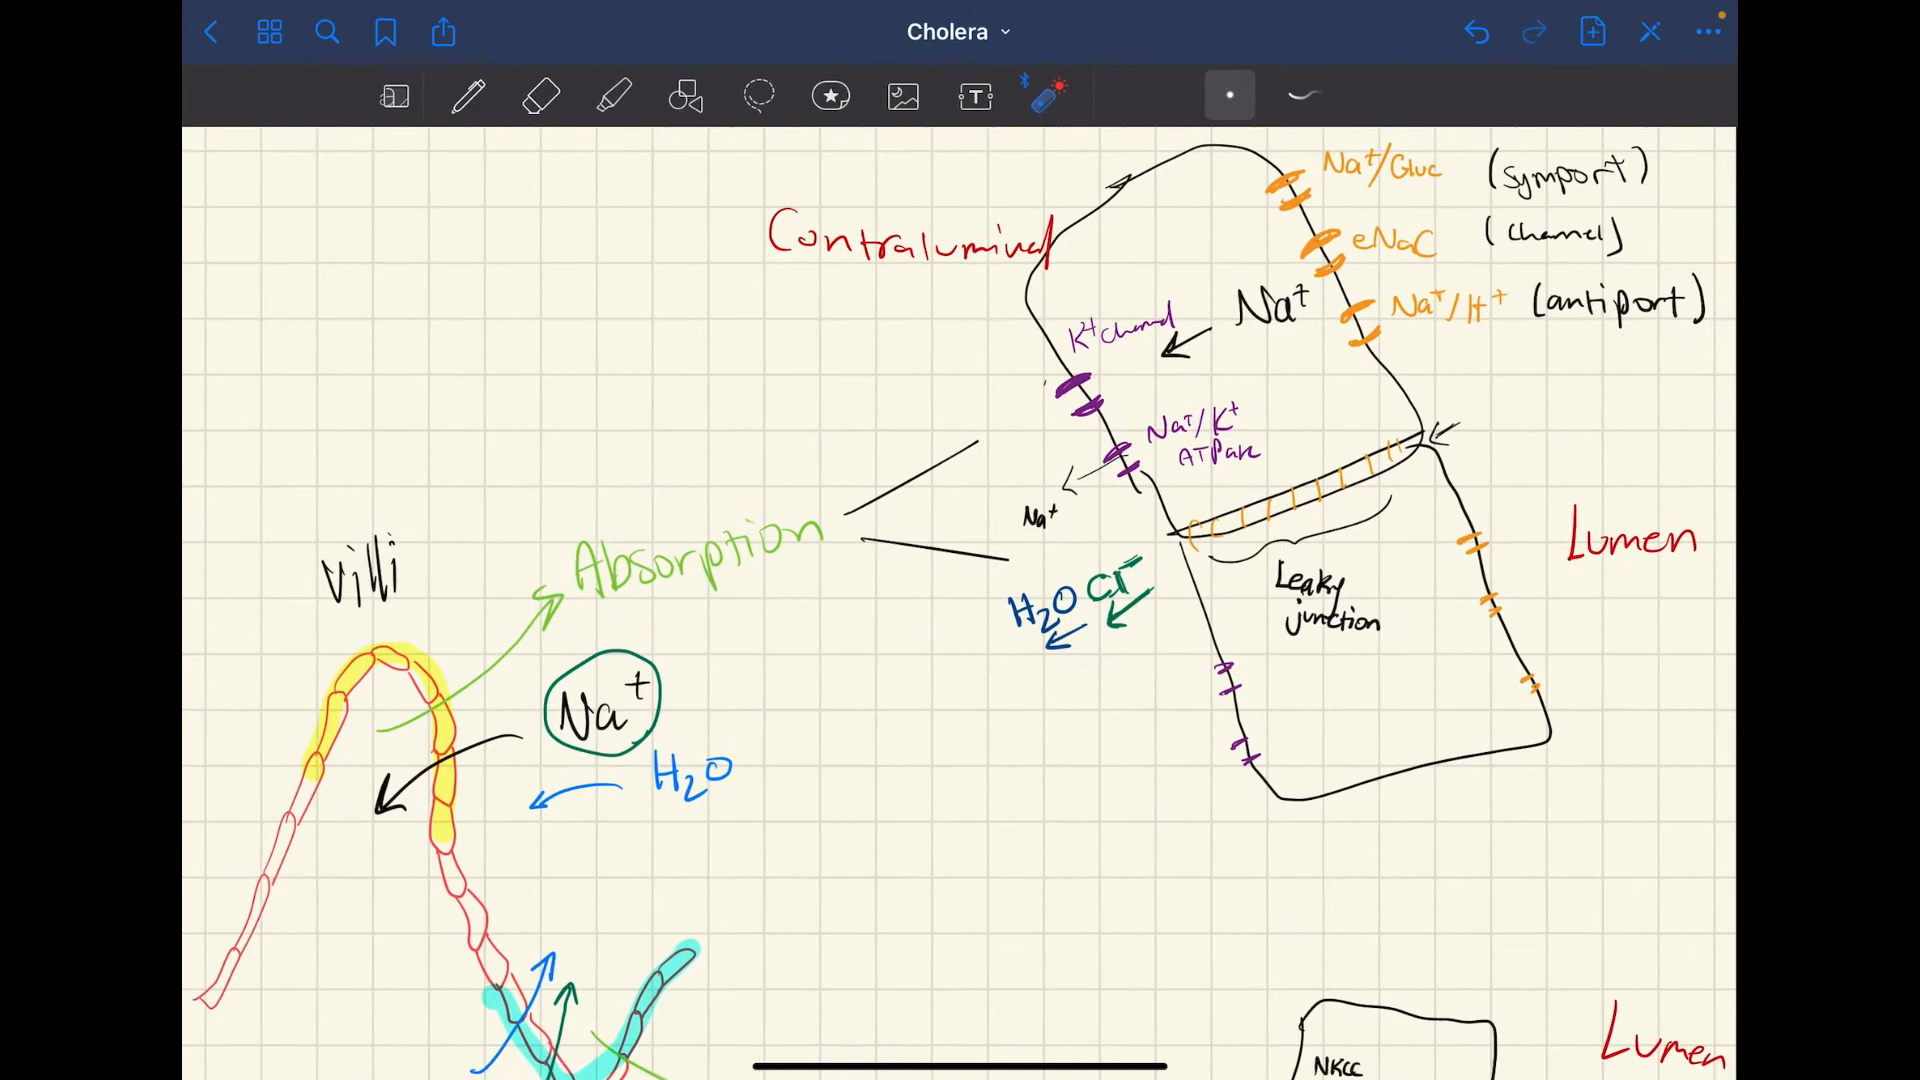 Cholera
Na+/Gluc (symport)
Contraluminal
eNaC (channel)
Na+
Na+/H+ (antiport)
K+ channel
Na+/K+
ATPase
Na+
Absorption
Lumen
Villi
H2O
Cl-
Leaky
junction
Na+
H2O
Lumen
NKCC